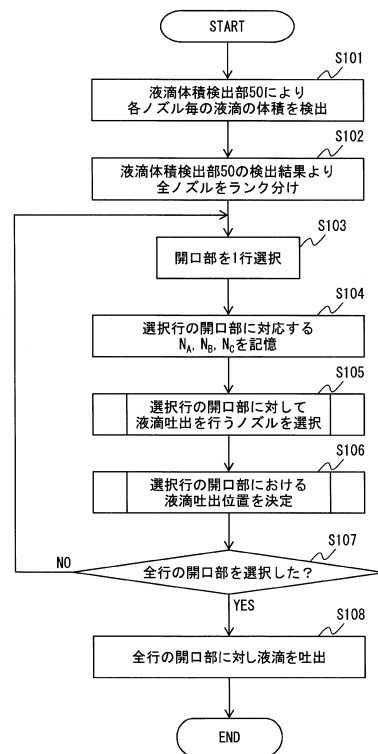 START
S101
液滴体積検出部50により
各ノズル毎の液滴の体積を検出
S102
液滴体積検出部50の検出結果より
全ノズルをランク分け
S103
開口部を1行選択
S104
選択行の開口部に対応する
NA, NB, NCを記憶
S105
選択行の開口部に対して
液滴吐出を行うノズルを選択
S106
選択行の開口部における
液滴吐出位置を決定
S107
NO
全行の開口部を選択した？
YES
S108
全行の開口部に対し液滴を吐出
END